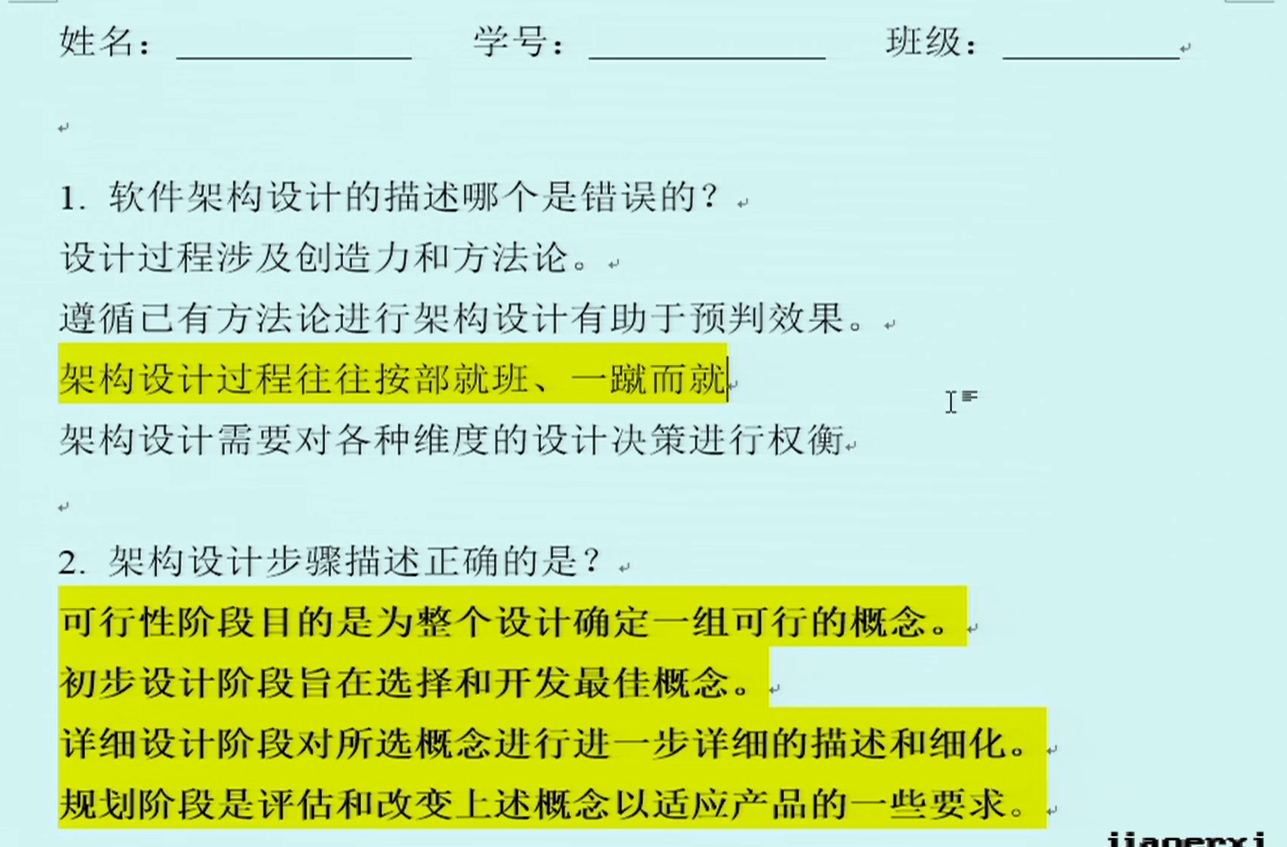 姓名：____________ 学号：____________ 班级：_________
1. 软件架构设计的描述哪个是错误的？
设计过程涉及创造力和方法论。
遵循已有方法论进行架构设计有助于预判效果。
架构设计过程往往按部就班、一蹴而就
架构设计需要对各种维度的设计决策进行权衡
2. 架构设计步骤描述正确的是？
可行性阶段目的是为整个设计确定一组可行的概念。
初步设计阶段旨在选择和开发最佳概念。
详细设计阶段对所选概念进行进一步详细的描述和细化。
规划阶段是评估和改变上述概念以适应产品的一些要求。